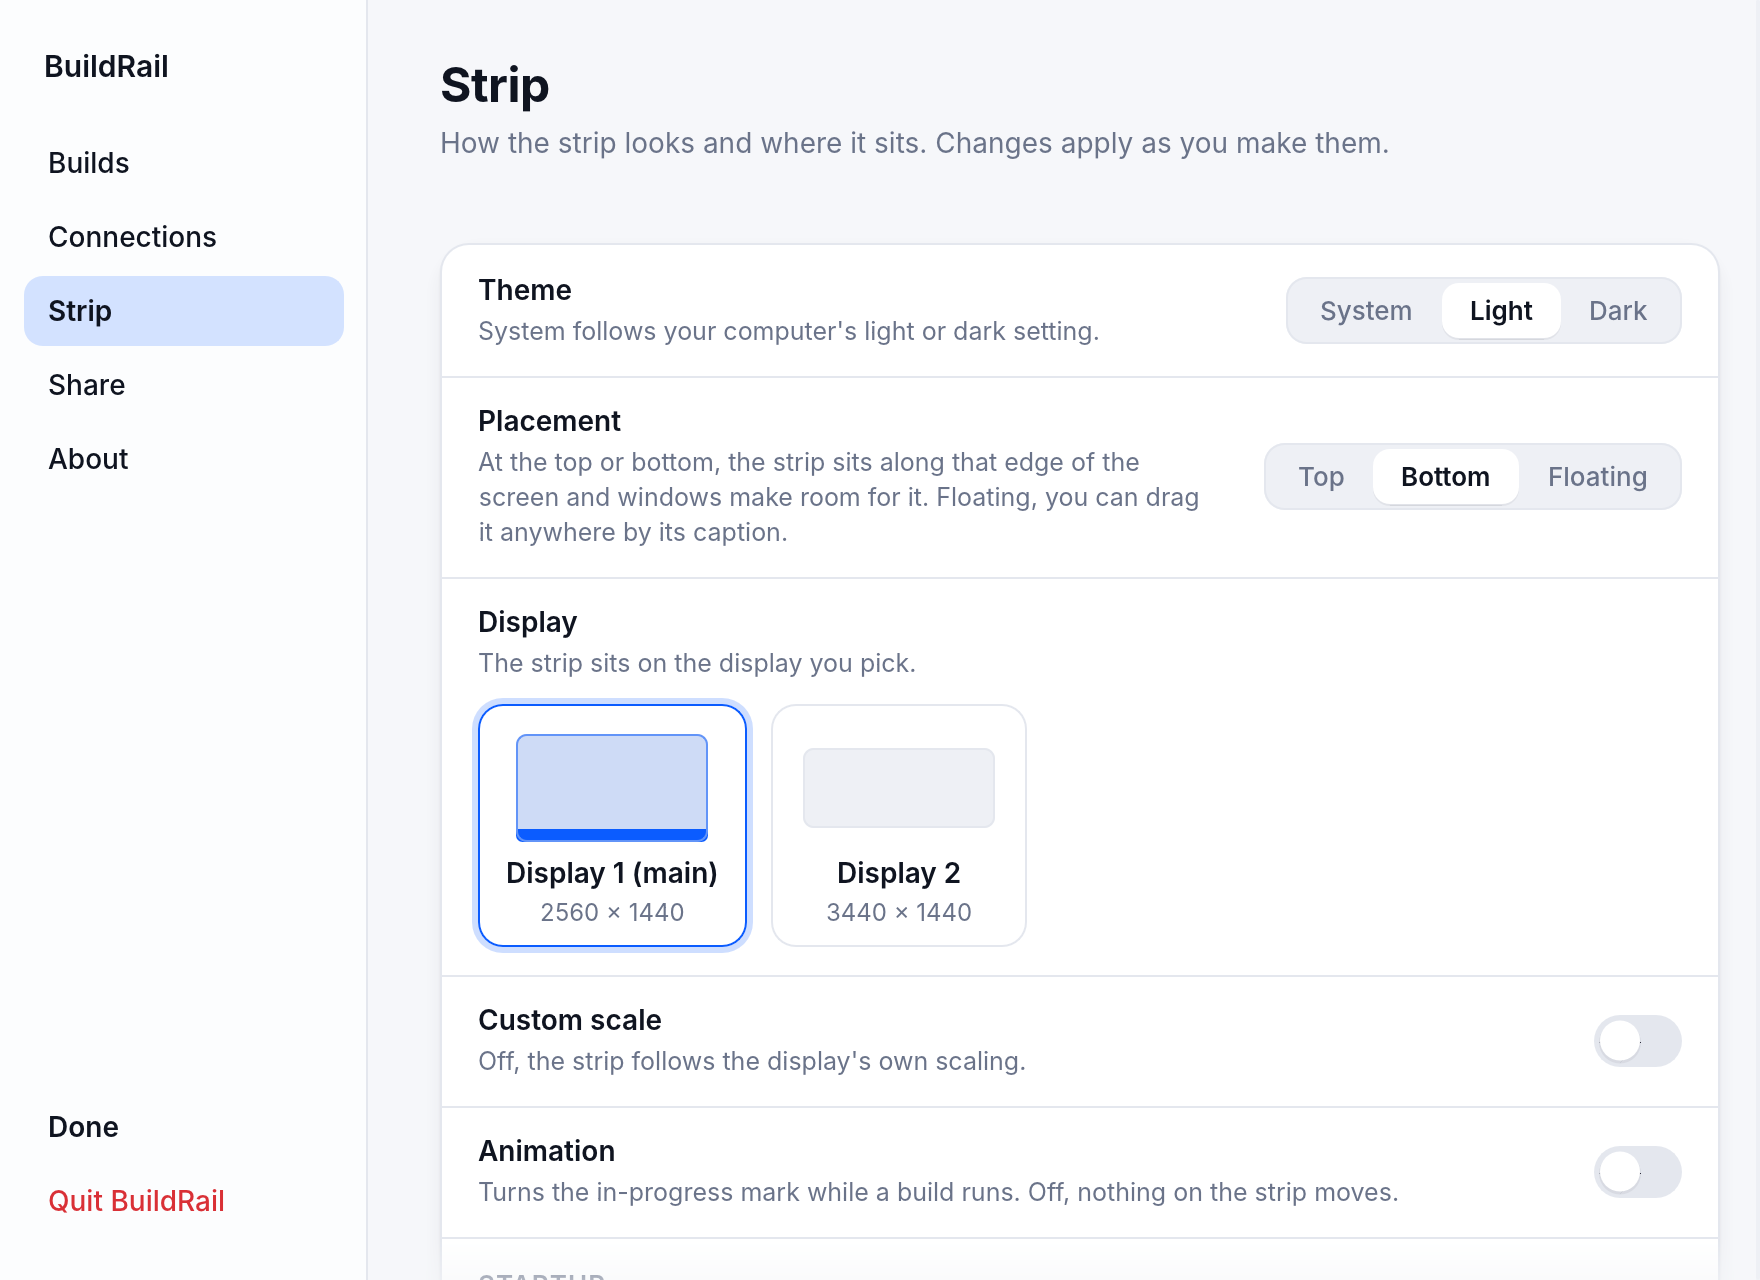 BuildRail
Builds
Connections
Strip
Share
About
Done
Quit BuildRail
Strip
How the strip looks and where it sits. Changes apply as you make them.
Theme
System follows your computer's light or dark setting.
System Light Dark
Placement
At the top or bottom, the strip sits along that edge of the
screen and windows make room for it. Floating, you can drag
it anywhere by its caption.
Top Bottom Floating
Display
The strip sits on the display you pick.
Display 1 (main)
2560 × 1440
Display 2
3440 × 1440
Custom scale
Off, the strip follows the display's own scaling.
Animation
Turns the in-progress mark while a build runs. Off, nothing on the strip moves.
STARTUP